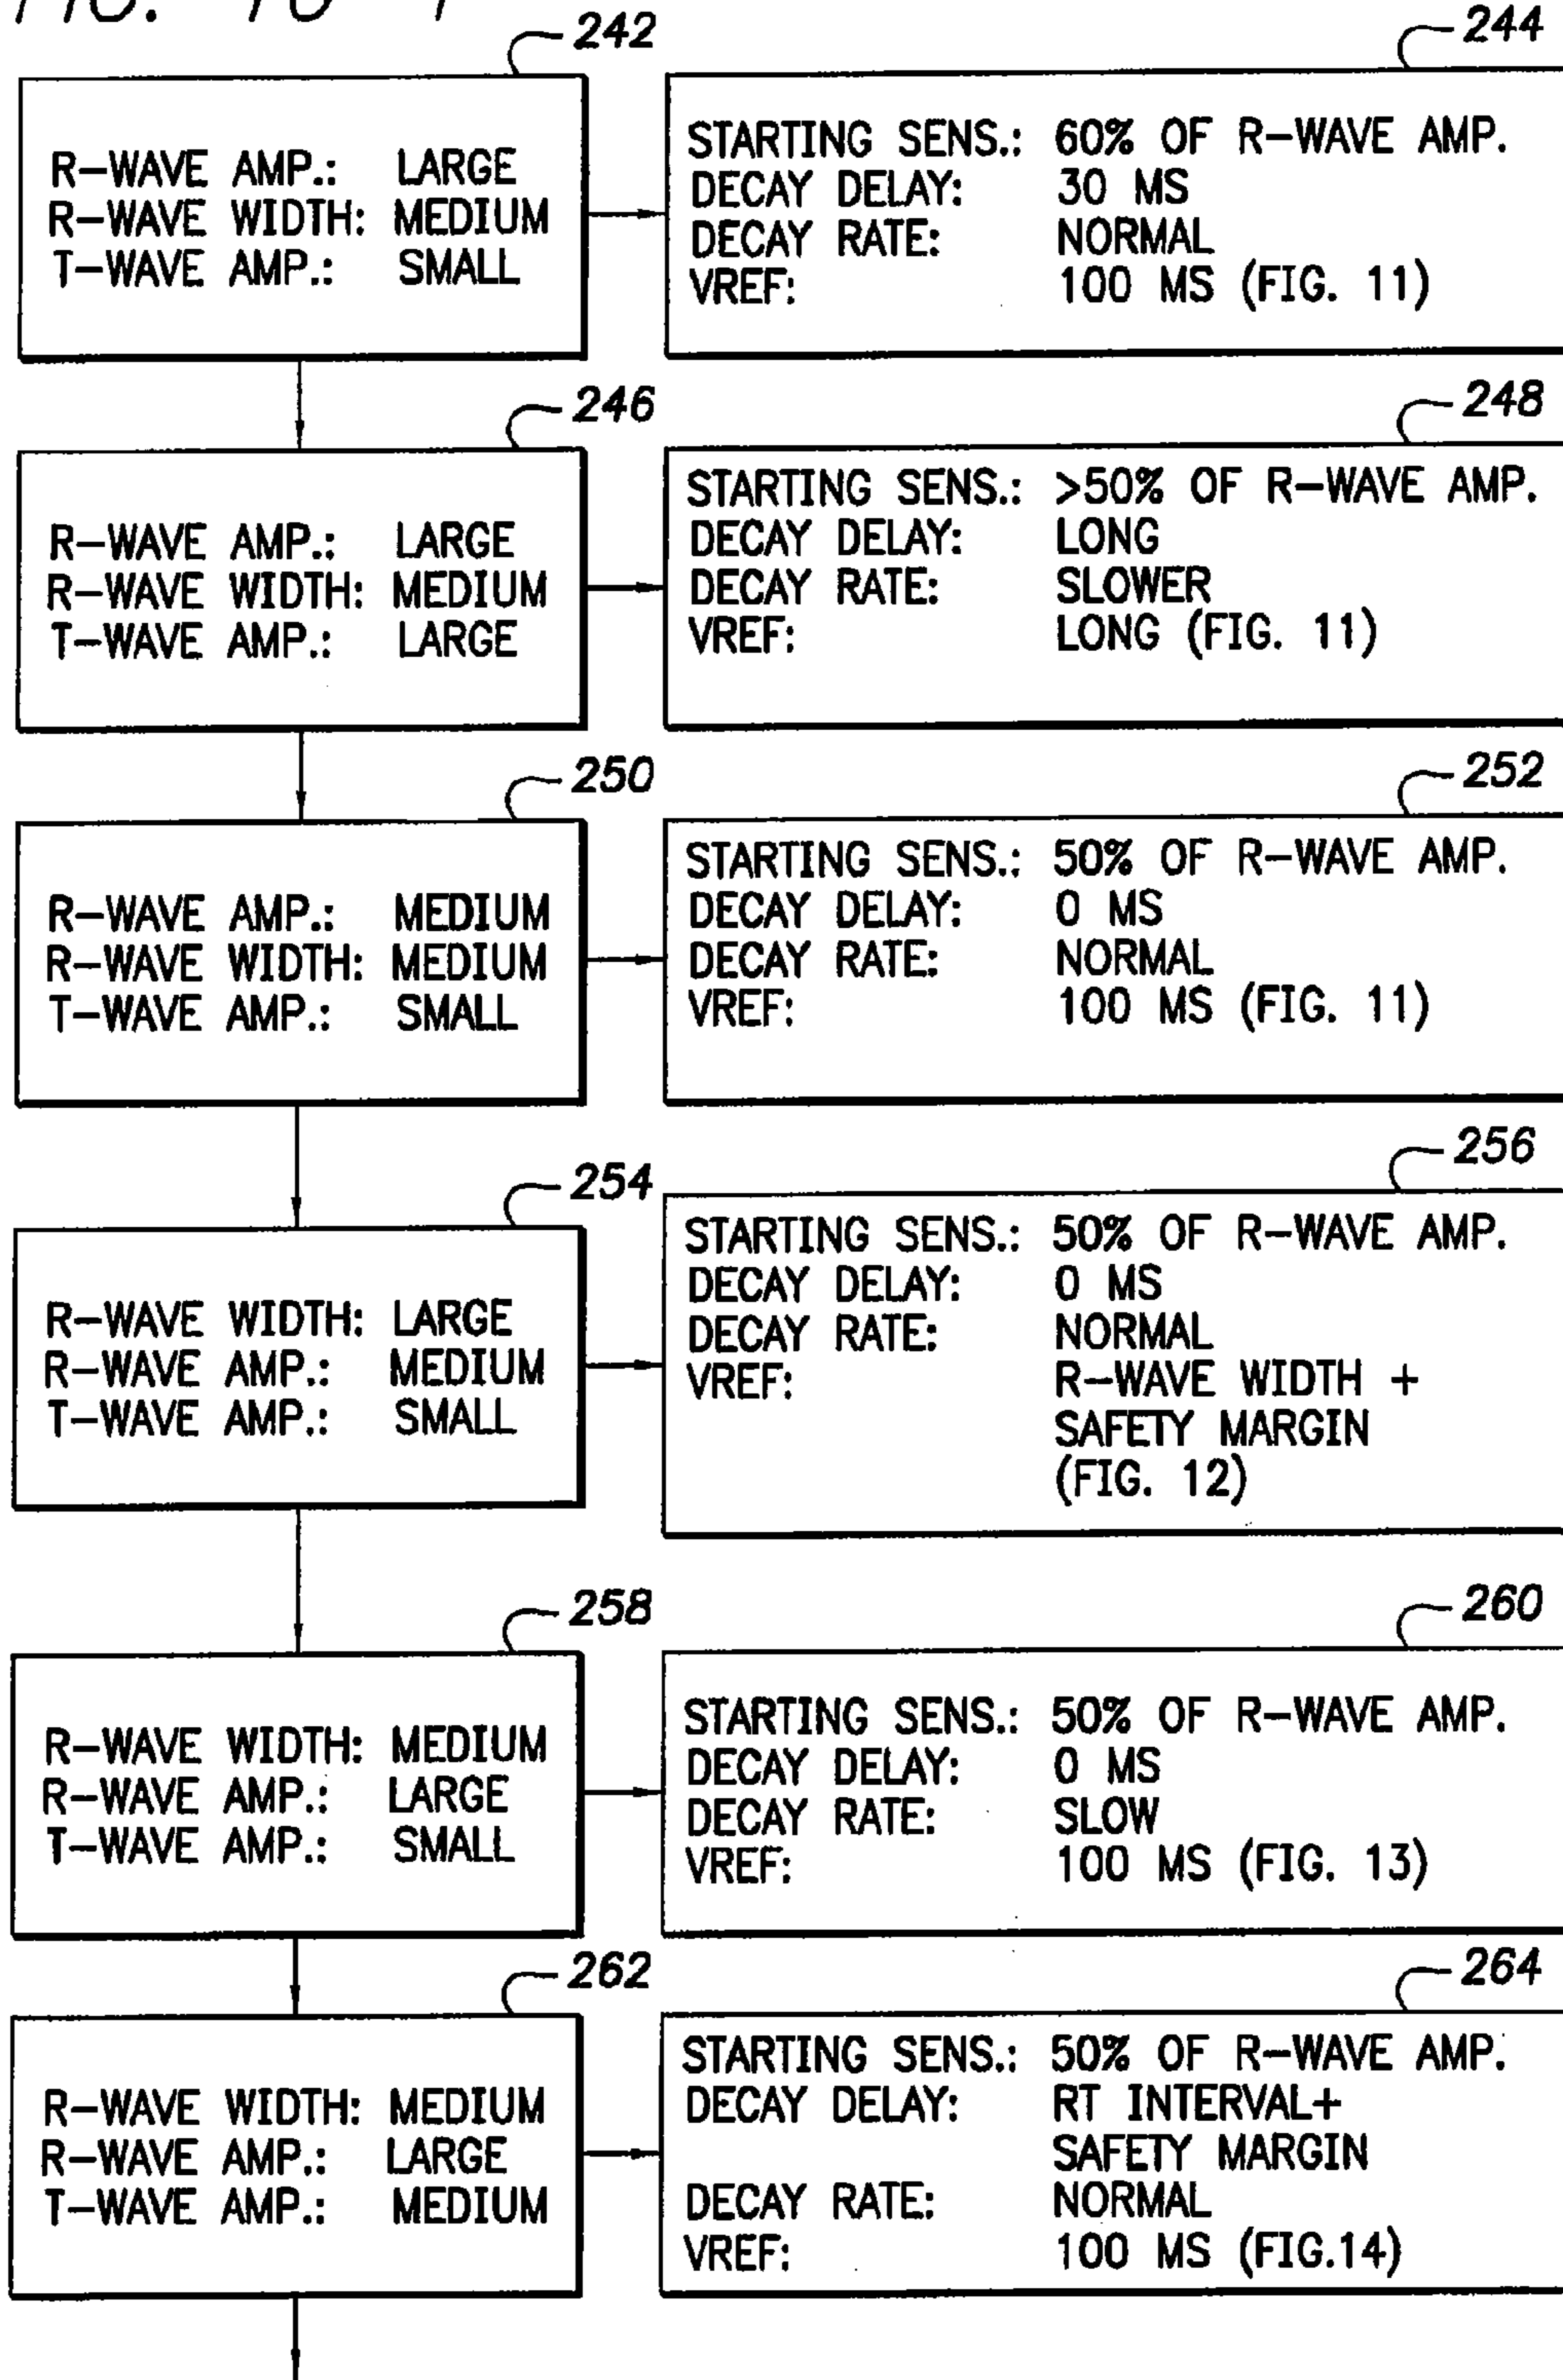 FIG. 10-1
242
R-WAVE AMP.: LARGE
R-WAVE WIDTH: MEDIUM
T-WAVE AMP.: SMALL
244
STARTING SENS.: 60% OF R-WAVE AMP.
DECAY DELAY: 30 MS
DECAY RATE: NORMAL
VREF: 100 MS (FIG. 11)
246
R-WAVE AMP.: LARGE
R-WAVE WIDTH: MEDIUM
T-WAVE AMP.: LARGE
248
STARTING SENS.: >50% OF R-WAVE AMP.
DECAY DELAY: LONG
DECAY RATE: SLOWER
VREF: LONG (FIG. 11)
250
R-WAVE AMP.: MEDIUM
R-WAVE WIDTH: MEDIUM
T-WAVE AMP.: SMALL
252
STARTING SENS.: 50% OF R-WAVE AMP.
DECAY DELAY: 0 MS
DECAY RATE: NORMAL
VREF: 100 MS (FIG. 11)
254
R-WAVE WIDTH: LARGE
R-WAVE AMP.: MEDIUM
T-WAVE AMP.: SMALL
256
STARTING SENS.: 50% OF R-WAVE AMP.
DECAY DELAY: 0 MS
DECAY RATE: NORMAL
VREF: R-WAVE WIDTH +
SAFETY MARGIN
(FIG. 12)
258
R-WAVE WIDTH: MEDIUM
R-WAVE AMP.: LARGE
T-WAVE AMP.: SMALL
260
STARTING SENS.: 50% OF R-WAVE AMP.
DECAY DELAY: 0 MS
DECAY RATE: SLOW
VREF: 100 MS (FIG. 13)
262
R-WAVE WIDTH: MEDIUM
R-WAVE AMP.: LARGE
T-WAVE AMP.: MEDIUM
264
STARTING SENS.: 50% OF R-WAVE AMP.
DECAY DELAY: RT INTERVAL+
SAFETY MARGIN
DECAY RATE: NORMAL
VREF: 100 MS (FIG.14)